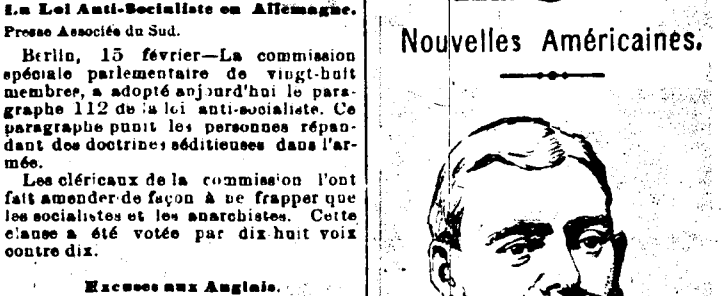 La Loi Anti-Socialiste en Allemagne.
Presse Associée du Sud.
Berlin, 15 février—La commission
spéciale parlementaire de vingt-huit
membres, a adopté aujourd'hui le para-
graphe 112 de la loi anti-socialiste. Ce
paragraphe punit les personnes répan-
dant des doctrines séditieuses dans l'ar-
mée.
Les cléricaux de la commission l'ont
fait amender de façon à ne frapper que
les socialistes et les anarchistes. Cette
clause a été votée par dix-huit voix
contre dix.
Excuses aux Anglais.
Nouvelles Américaines.